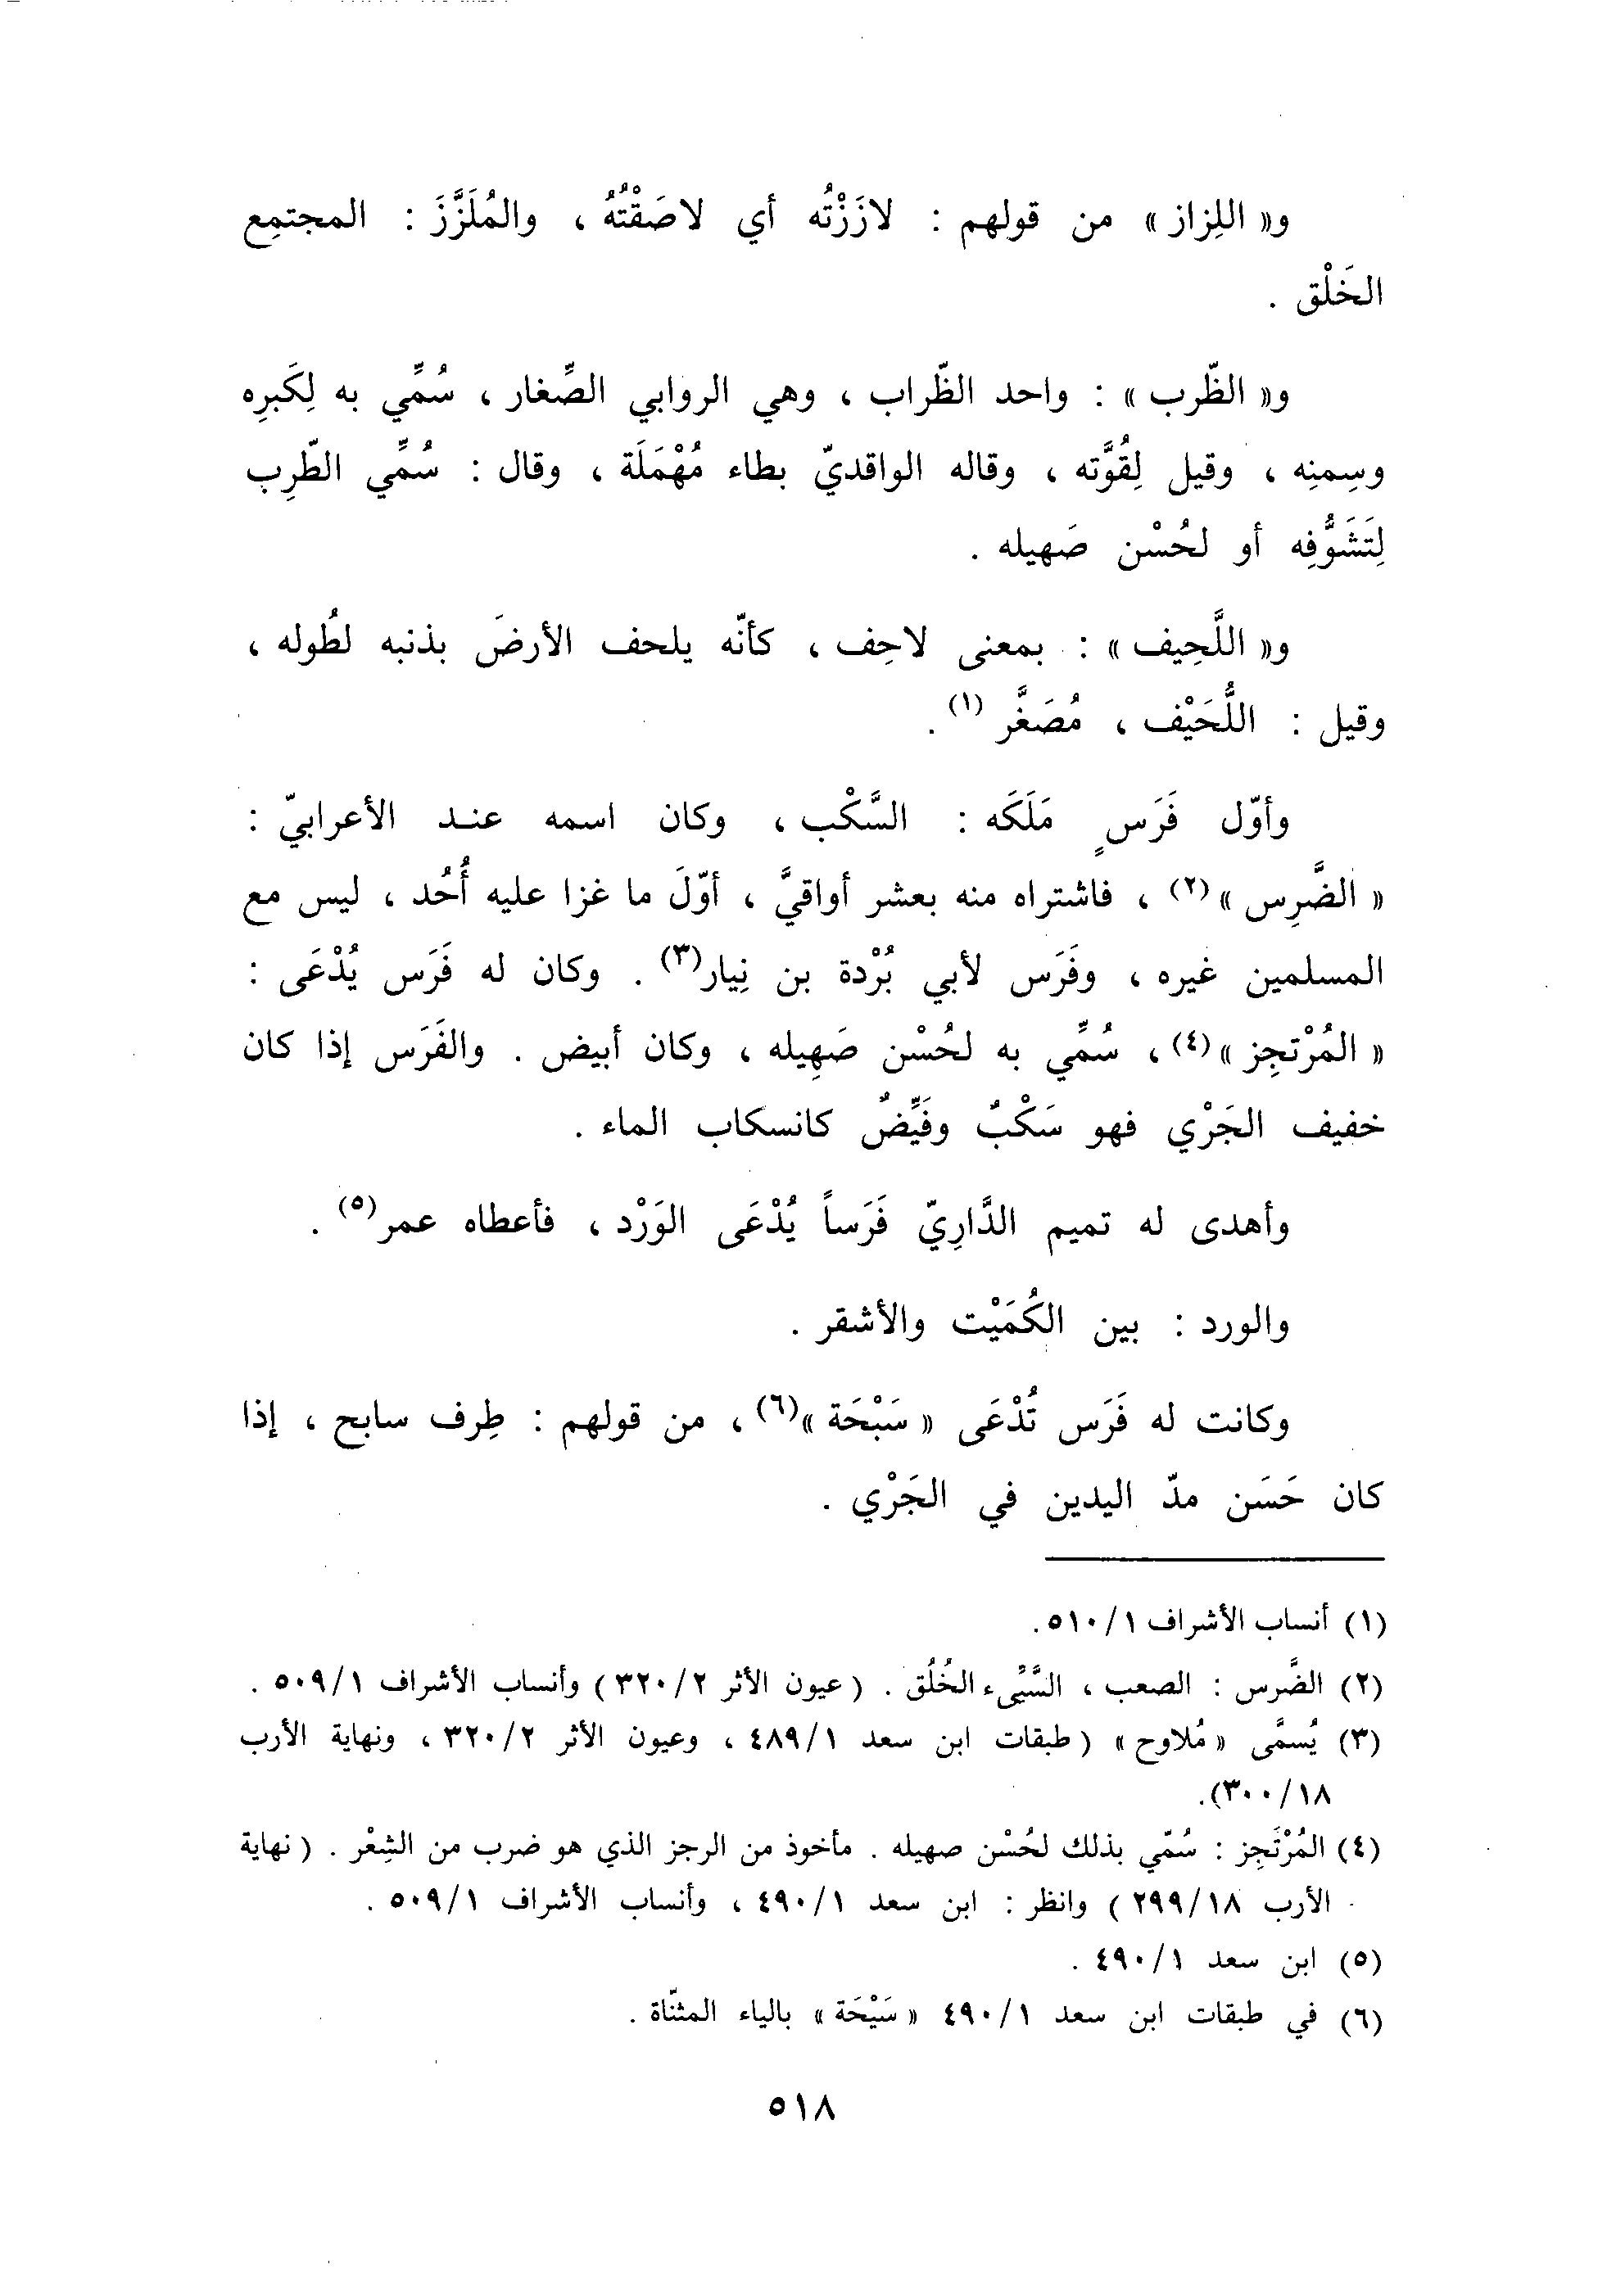 و« اللِزاز » من قولهم : لازَزْتُه أي لاصَقْتُهُ ، والمُلَزَّزَ : المجتمِع
الخَلْق .
و« الظّرب » : واحد الظّراب ، وهي الروابي الصِّغار ، سُمِّي به لِكَبرِه
وسِمنِه ، وقيل لِقُوَّته ، وقاله الواقديّ بطاء مُهْمَلَة ، وقال : سُمِّي الطّرِب
لِتَشَوُّفِه أو لحُسْن صَهيله .
و« اللَّحِيف » : بمعنى لاحِف ، كأنّه يلحف الأرضَ بذنبه لطُوله ،
وقيل : اللُّحَيْف ، مُصَغَّر (١) .
وأوّل فَرَسٍ مَلَكَه : السَّكْب ، وكان اسمه عنـد الأعرابيّ :
« الضَّرِس » (٢) ، فاشتراه منه بعشر أواقيَّ ، أوّلَ ما غزا عليه أُحُد ، ليس مع
المسلمين غيره ، وفَرَس لأبي بُرْدة بن نِيار(٣) . وكان له فَرَس يُدْعَى :
« المُرْتجِز » (٤) ، سُمِّي به لحُسْن صَهِيله ، وكان أبيض . والفَرَس إذا كان
خفيف الجَرْي فهو سَكْبٌ وفَيِّضٌ كانسكاب الماء .
وأهدى له تميم الدَّارِيّ فَرَساً يُدْعَى الوَرْد ، فأعطاه عمر(٥) .
والورد : بين الكُمَيْت والأشقر .
وكانت له فَرَس تُدْعَى « سَبْحَة »(٦) ، من قولهم : طِرف سابح ، إذا
كان حَسَن مدّ اليدين في الجَرْي .
(١) أنساب الأشراف ٥١٠/١ .
(٢) الضَّرس : الصعب ، السَّيّىء الخُلُق . ( عيون الأثر ٣٢٠/٢ ) وأنساب الأشراف ٥٠٩/١ .
(٣) يُسمَّى « مُلاوح » ( طبقات ابن سعد ٤٨٩/١ ، وعيون الأثر ٣٢٠/٢ ، ونهاية الأرب
٣٠٠/١٨) .
(٤) المُرْتَجِز : سُمّي بذلك لحُسْن صهيله . مأخوذ من الرجز الذي هو ضرب من الشِعْر . ( نهاية
الأرب ٢٩٩/١٨ ) وانظر : ابن سعد ٤٩٠/١ ، وأنساب الأشراف ٥٠٩/١ .
(٥) ابن سعد ٤٩٠/١ .
(٦) في طبقات ابن سعد ٤٩٠/١ « سَيْحَة » بالياء المثنّاة .
٥١٨